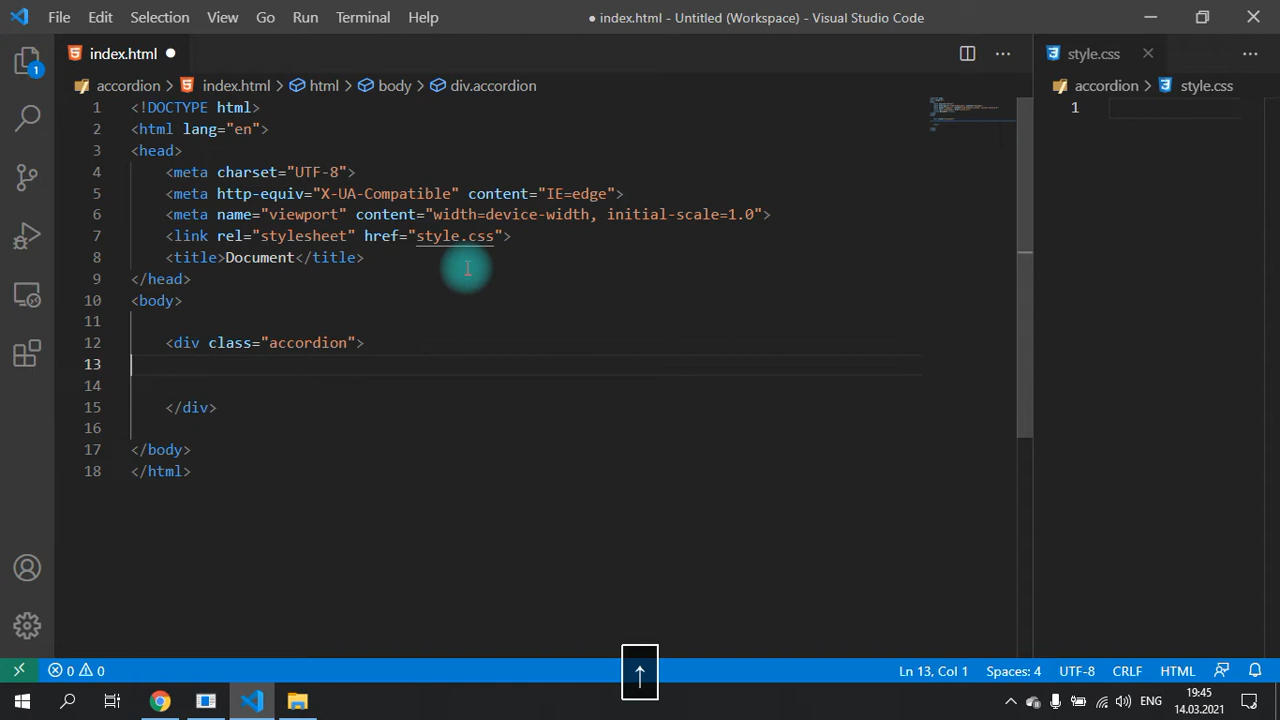 File Edit Selection View Go Run Terminal Help ● index.html - Untitled (Workspace) - Visual Studio Code
index.html ●
style.css
accordion > index.html > html > body > div.accordion
accordion > style.css
1 <!DOCTYPE html>
2 <html lang="en">
3 <head>
4 <meta charset="UTF-8">
5 <meta http-equiv="X-UA-Compatible" content="IE=edge">
6 <meta name="viewport" content="width=device-width, initial-scale=1.0">
7 <link rel="stylesheet" href="style.css">
8 <title>Document</title>
9 </head>
10 <body>
11
12 <div class="accordion">
13
14
15 </div>
16
17 </body>
18 </html>
1
1
↑
0 0 Ln 13, Col 1 Spaces: 4 UTF-8 CRLF HTML
ENG 19:45
14.03.2021